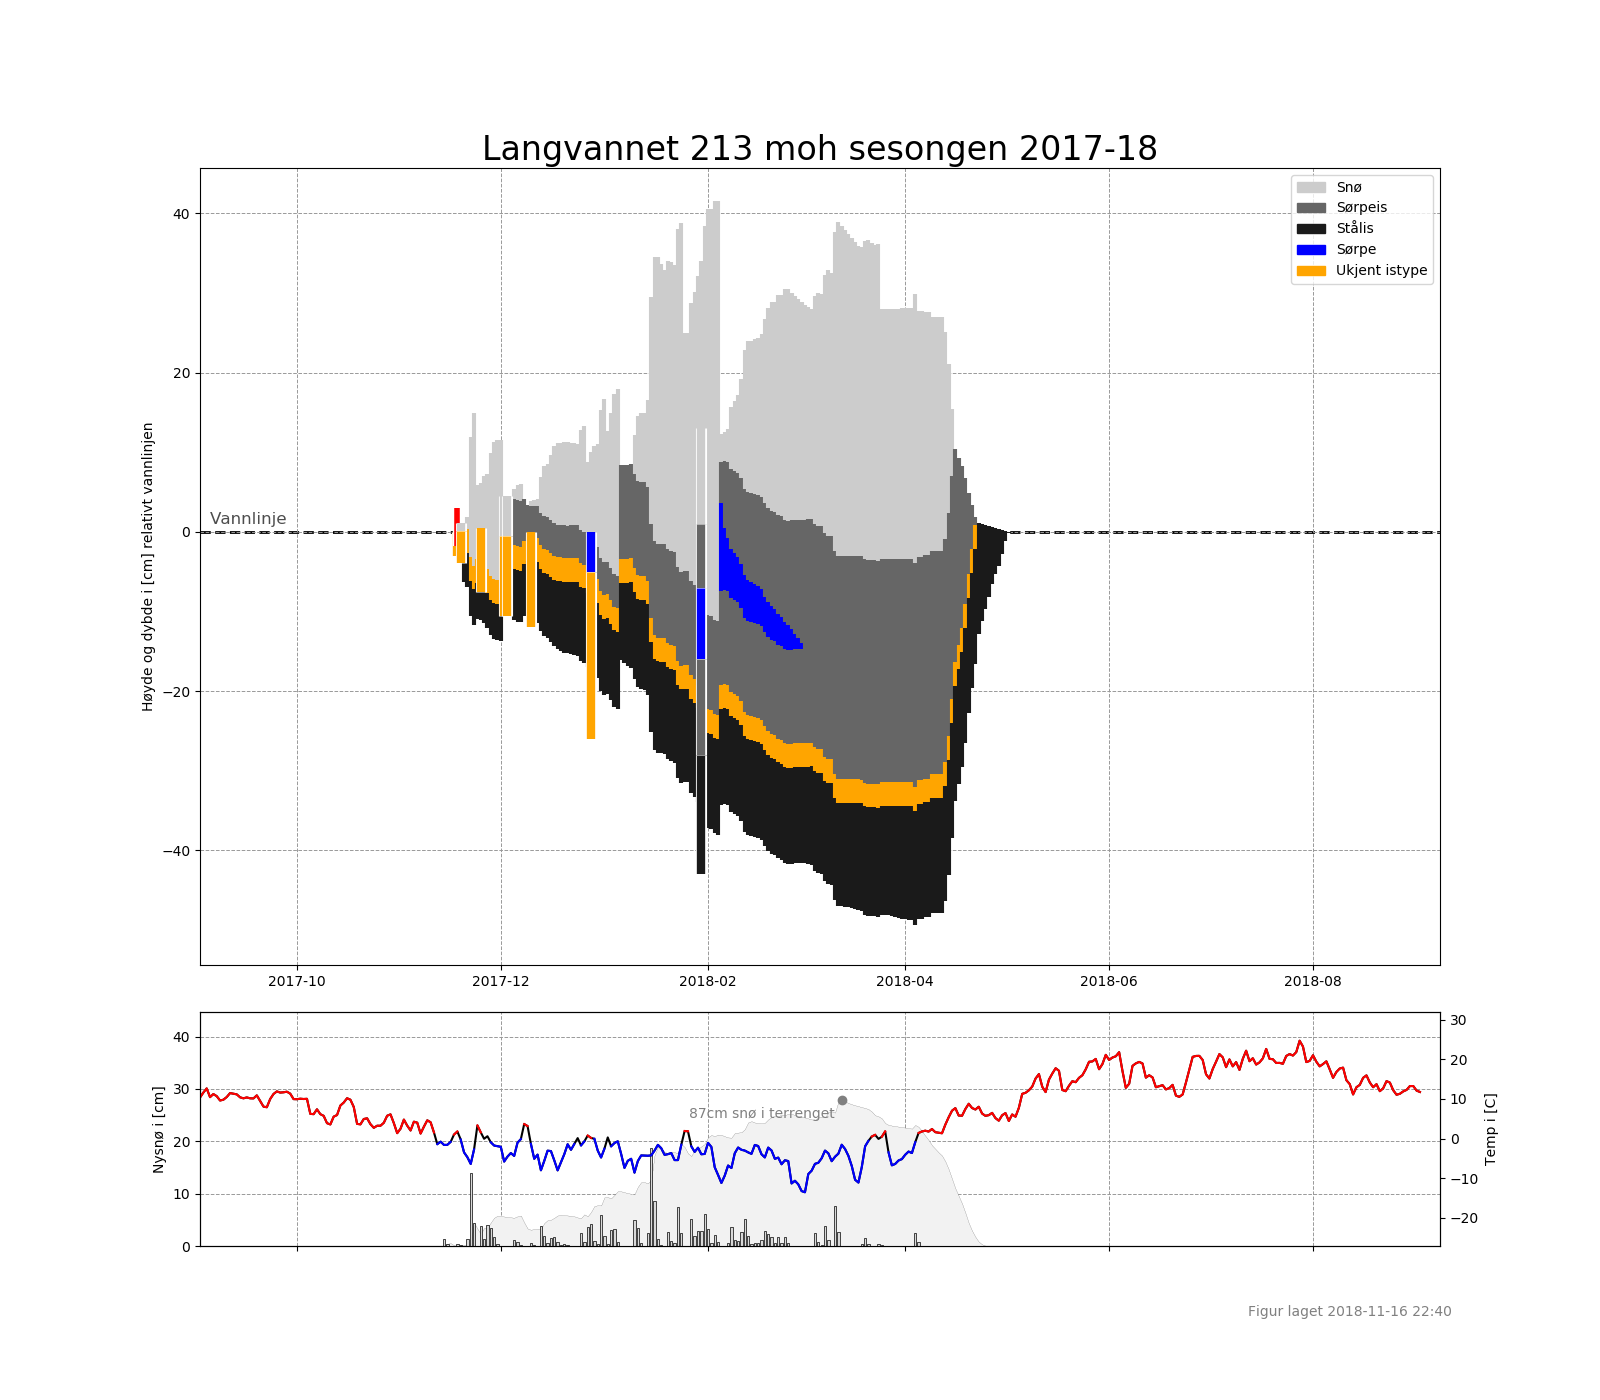 Langvannet 213 moh sesongen 2017-18
Snø
Sørpeis
Stålis
Sørpe
Ukjent istype
Høyde og dybde i [cm] relativt vannlinjen
40
20
0
−20
−40
Vannlinje
2017-10
2017-12
2018-02
2018-04
2018-06
2018-08
Nysnø i [cm]
40
30
20
10
0
87cm snø i terrenget
30
20
10
0
−10
−20
Temp i [C]
Figur laget 2018-11-16 22:40